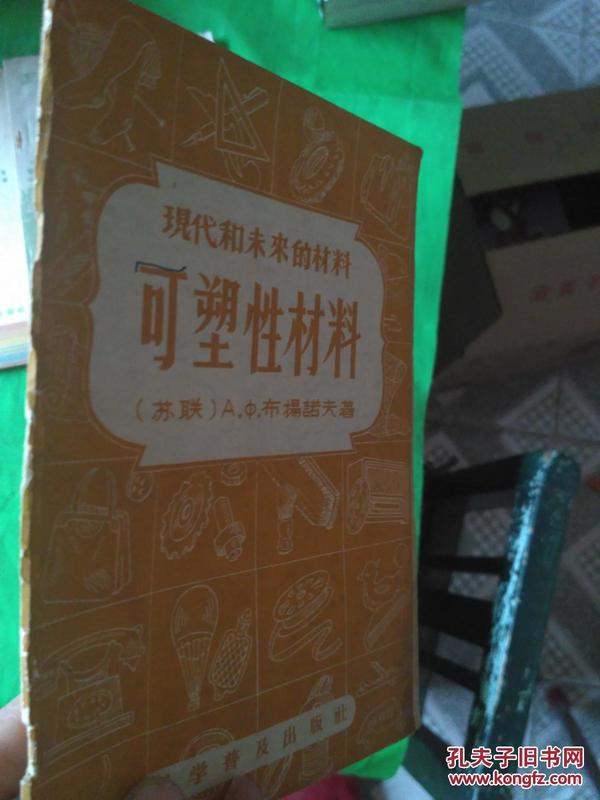 現代和未來的材料
可塑性材料
(苏联) A.Ф.布揚諾夫著
学普及出版社
孔夫子旧书网
www.kongfz.com